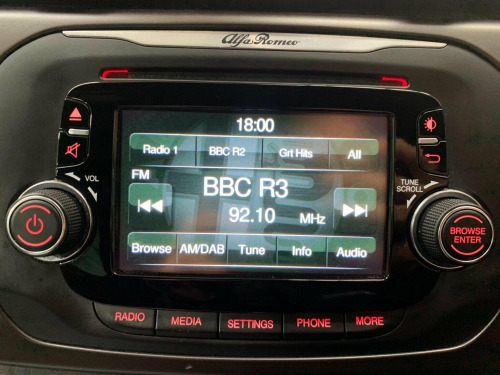 Alfa Romeo
18:00
Radio 1 BBC R2 Grt Hits All
FM
VOL
BBC R3
TUNE
SCROLL
92.10 MHz
BROWSE
ENTER
Browse AM/DAB Tune Info Audio
RADIO MEDIA SETTINGS PHONE MORE